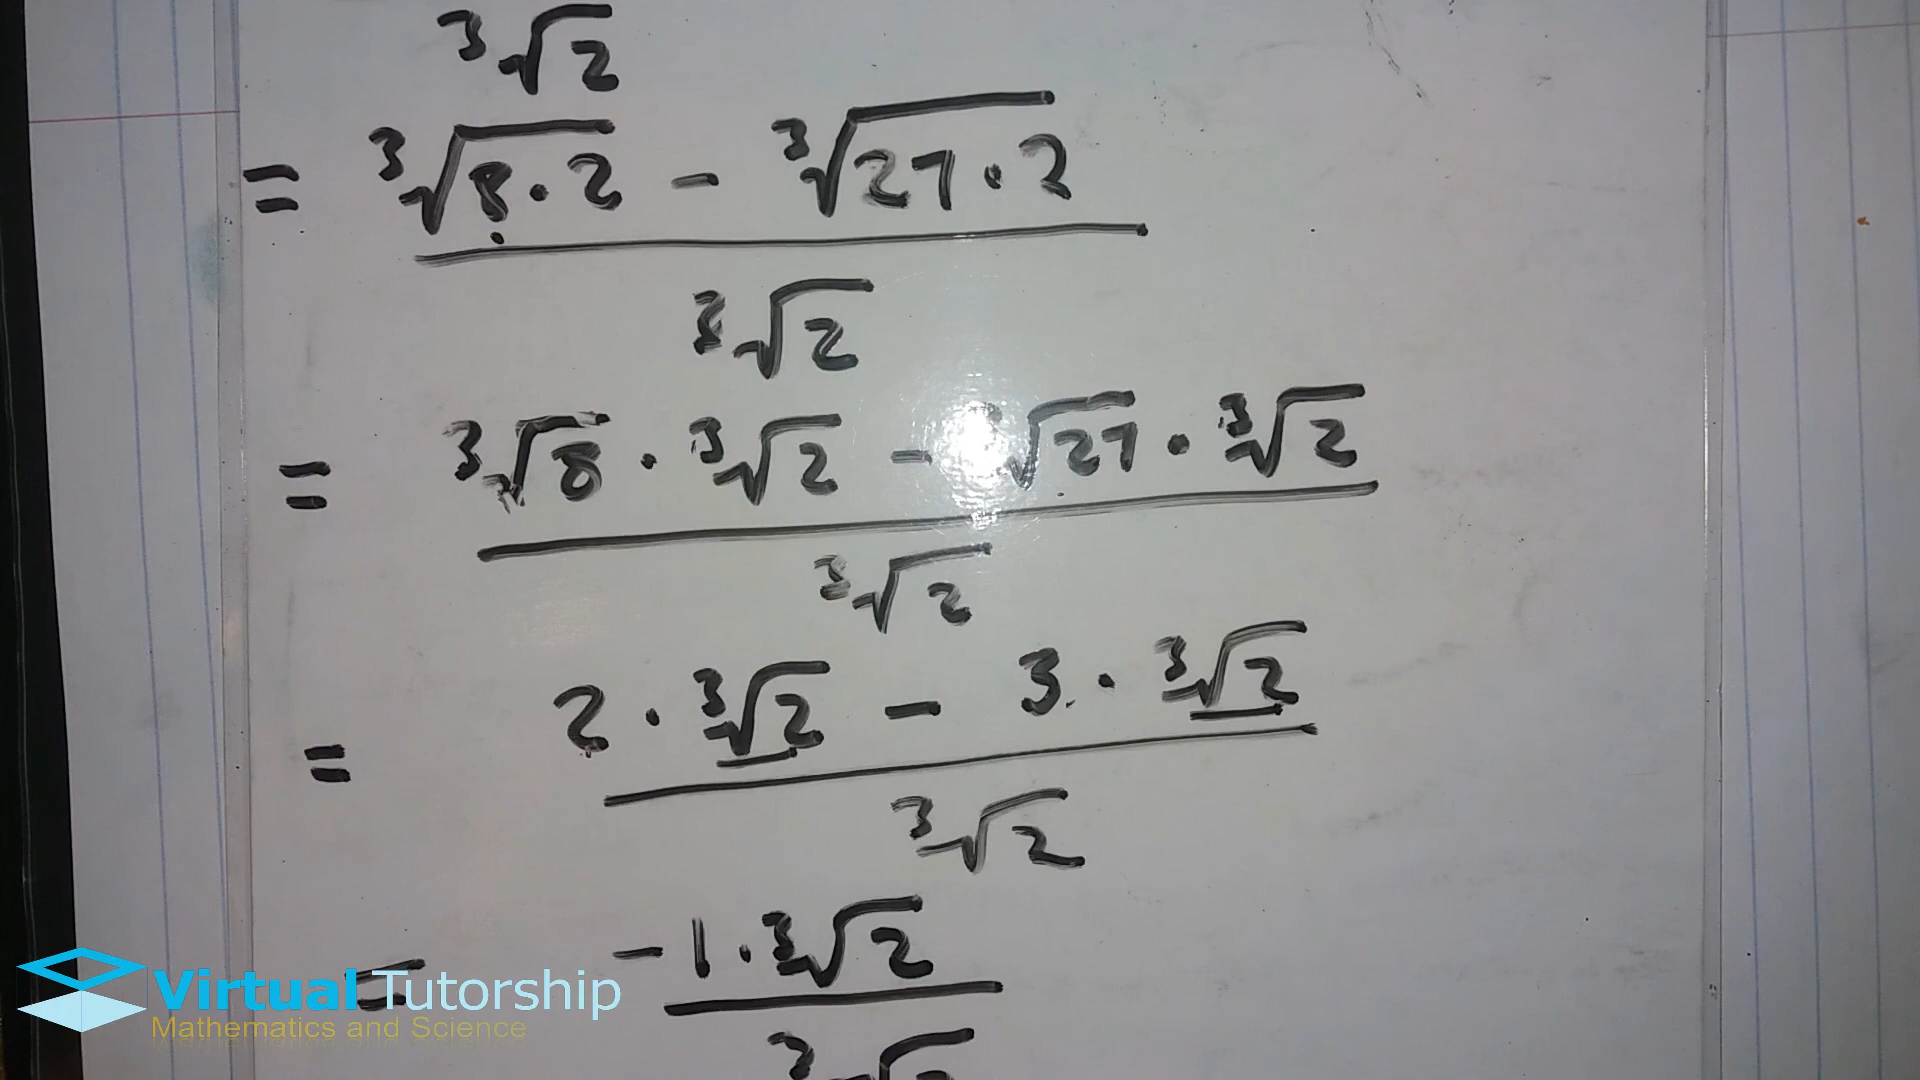 ∛2
= ∛(8·2) - ∛(27·2)
∛2
= ∛8 · ∛2 - ∛27 · ∛2
∛2
= 2 · ∛2 - 3 · ∛2
∛2
= -1 · ∛2
∛2
Virtual Tutorship
Mathematics and Science